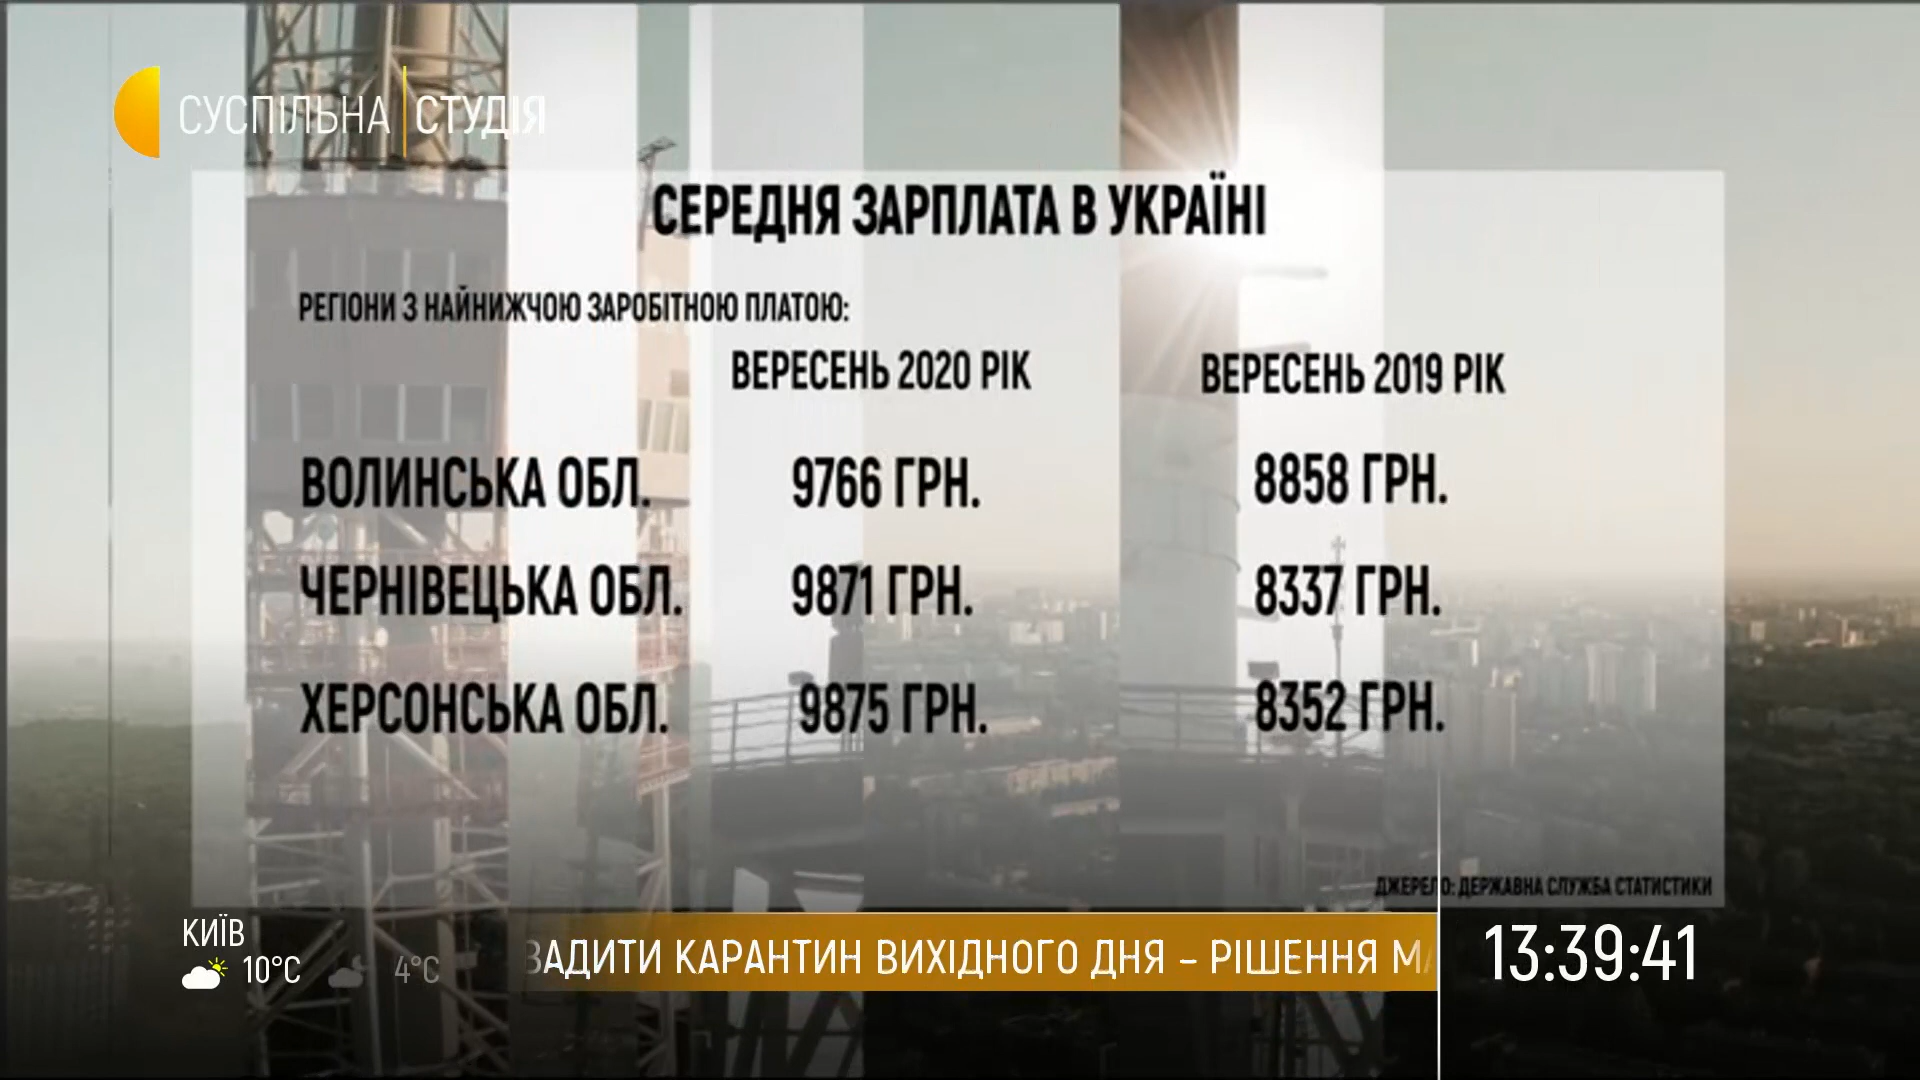 СУСПІЛЬНА СТУДІЯ
СЕРЕДНЯ ЗАРПЛАТА В УКРАЇНІ
РЕГІОНИ З НАЙНИЖЧОЮ ЗАРОБІТНОЮ ПЛАТОЮ:
ВЕРЕСЕНЬ 2020 РІК ВЕРЕСЕНЬ 2019 РІК
ВОЛИНСЬКА ОБЛ. 9766 ГРН. 8858 ГРН.
ЧЕРНІВЕЦЬКА ОБЛ. 9871 ГРН. 8337 ГРН.
ХЕРСОНСЬКА ОБЛ. 9875 ГРН. 8352 ГРН.
ДЖЕРЕЛО: ДЕРЖАВНА СЛУЖБА СТАТИСТИКИ
КИЇВ
10°C 4°C
ВАДИТИ КАРАНТИН ВИХІДНОГО ДНЯ – РІШЕННЯ МА
13:39:41